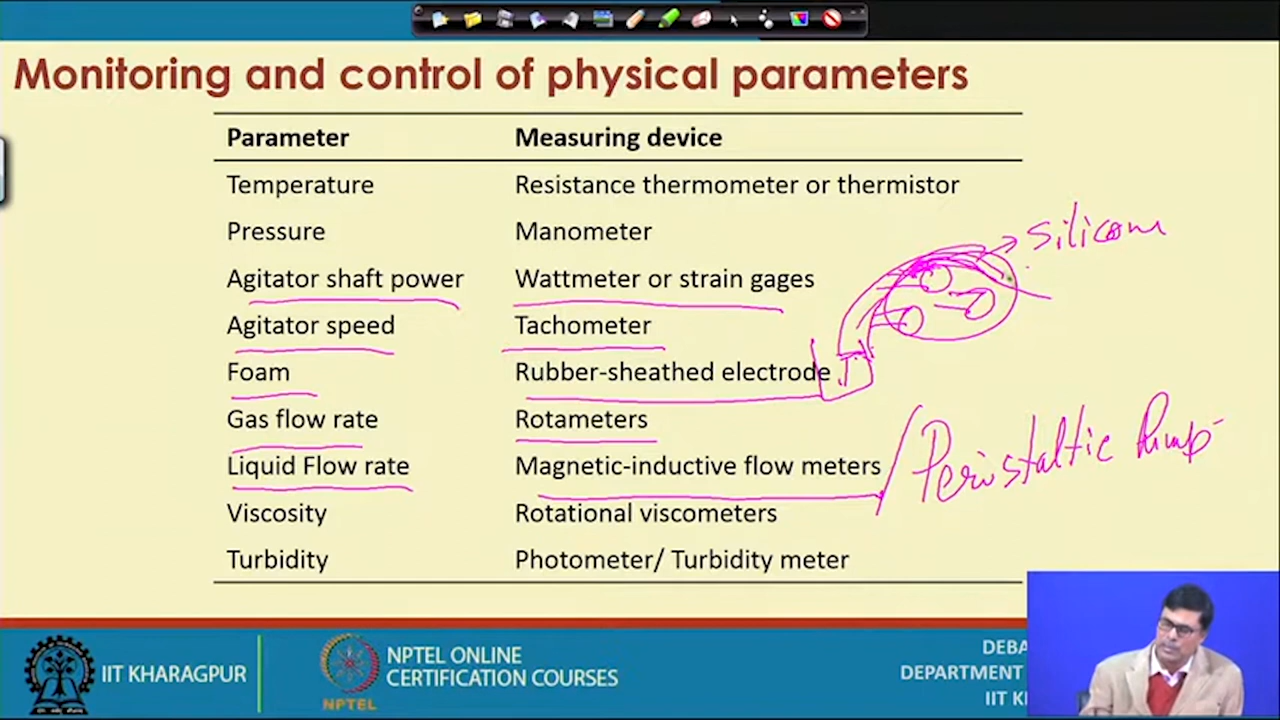 Monitoring and control of physical parameters
Parameter Measuring device
Temperature Resistance thermometer or thermistor
Pressure Manometer
Agitator shaft power Wattmeter or strain gages
Agitator speed Tachometer
Foam Rubber-sheathed electrode
Gas flow rate Rotameters
Liquid Flow rate Magnetic-inductive flow meters / Peristaltic Pump
Viscosity Rotational viscometers
Turbidity Photometer/ Turbidity meter
IIT KHARAGPUR
NPTEL
NPTEL ONLINE
CERTIFICATION COURSES
DEBA
DEPARTMENT
IIT K